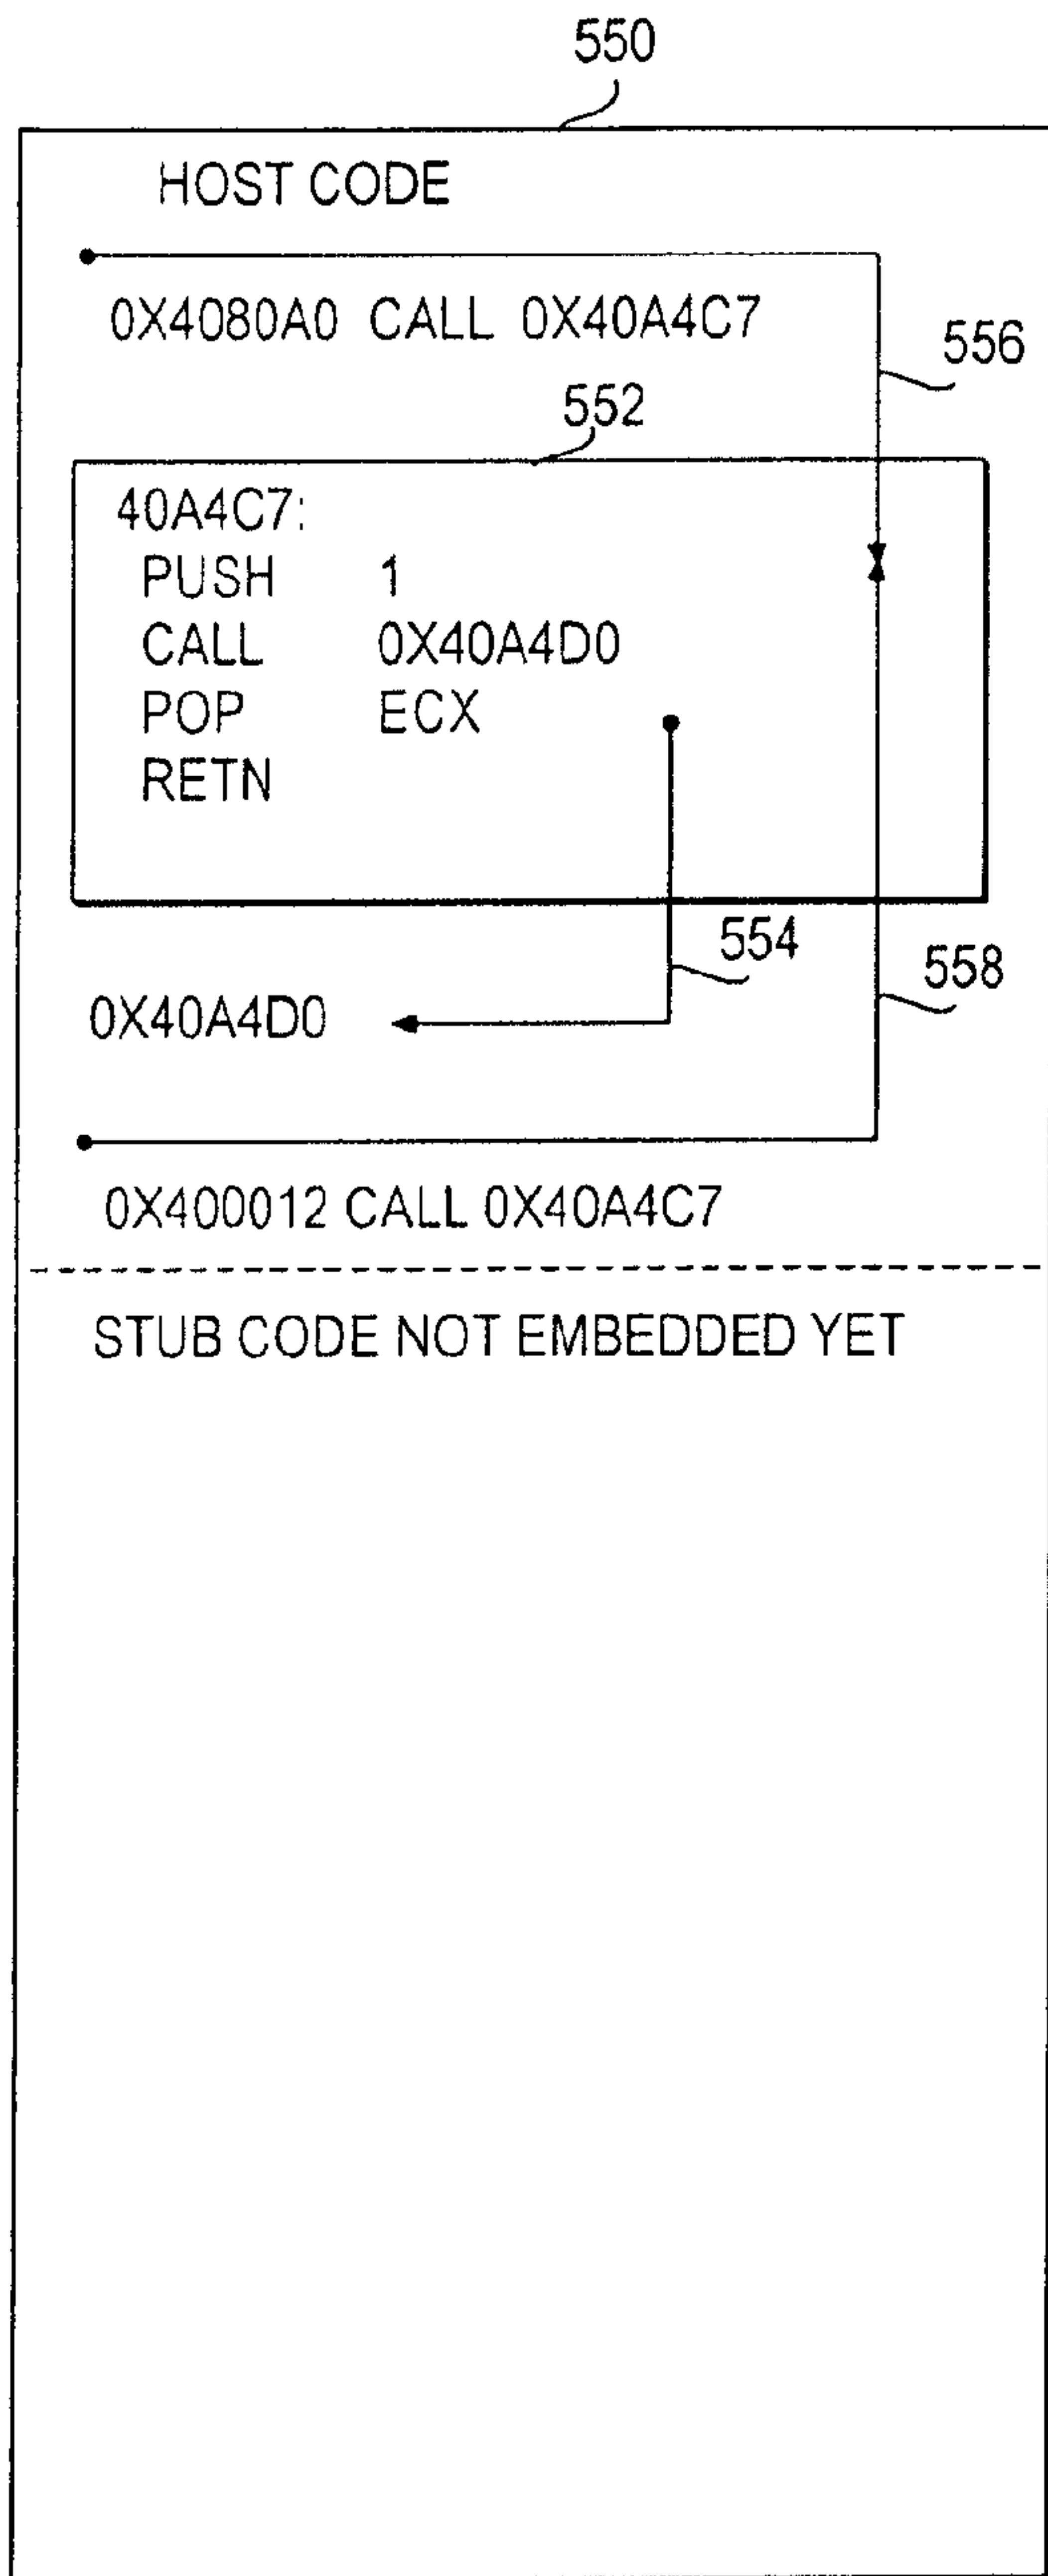 550
HOST CODE
0X4080A0 CALL 0X40A4C7
556
552
40A4C7:
PUSH 1
CALL 0X40A4D0
POP ECX
RETN
554
558
0X40A4D0
0X400012 CALL 0X40A4C7
STUB CODE NOT EMBEDDED YET